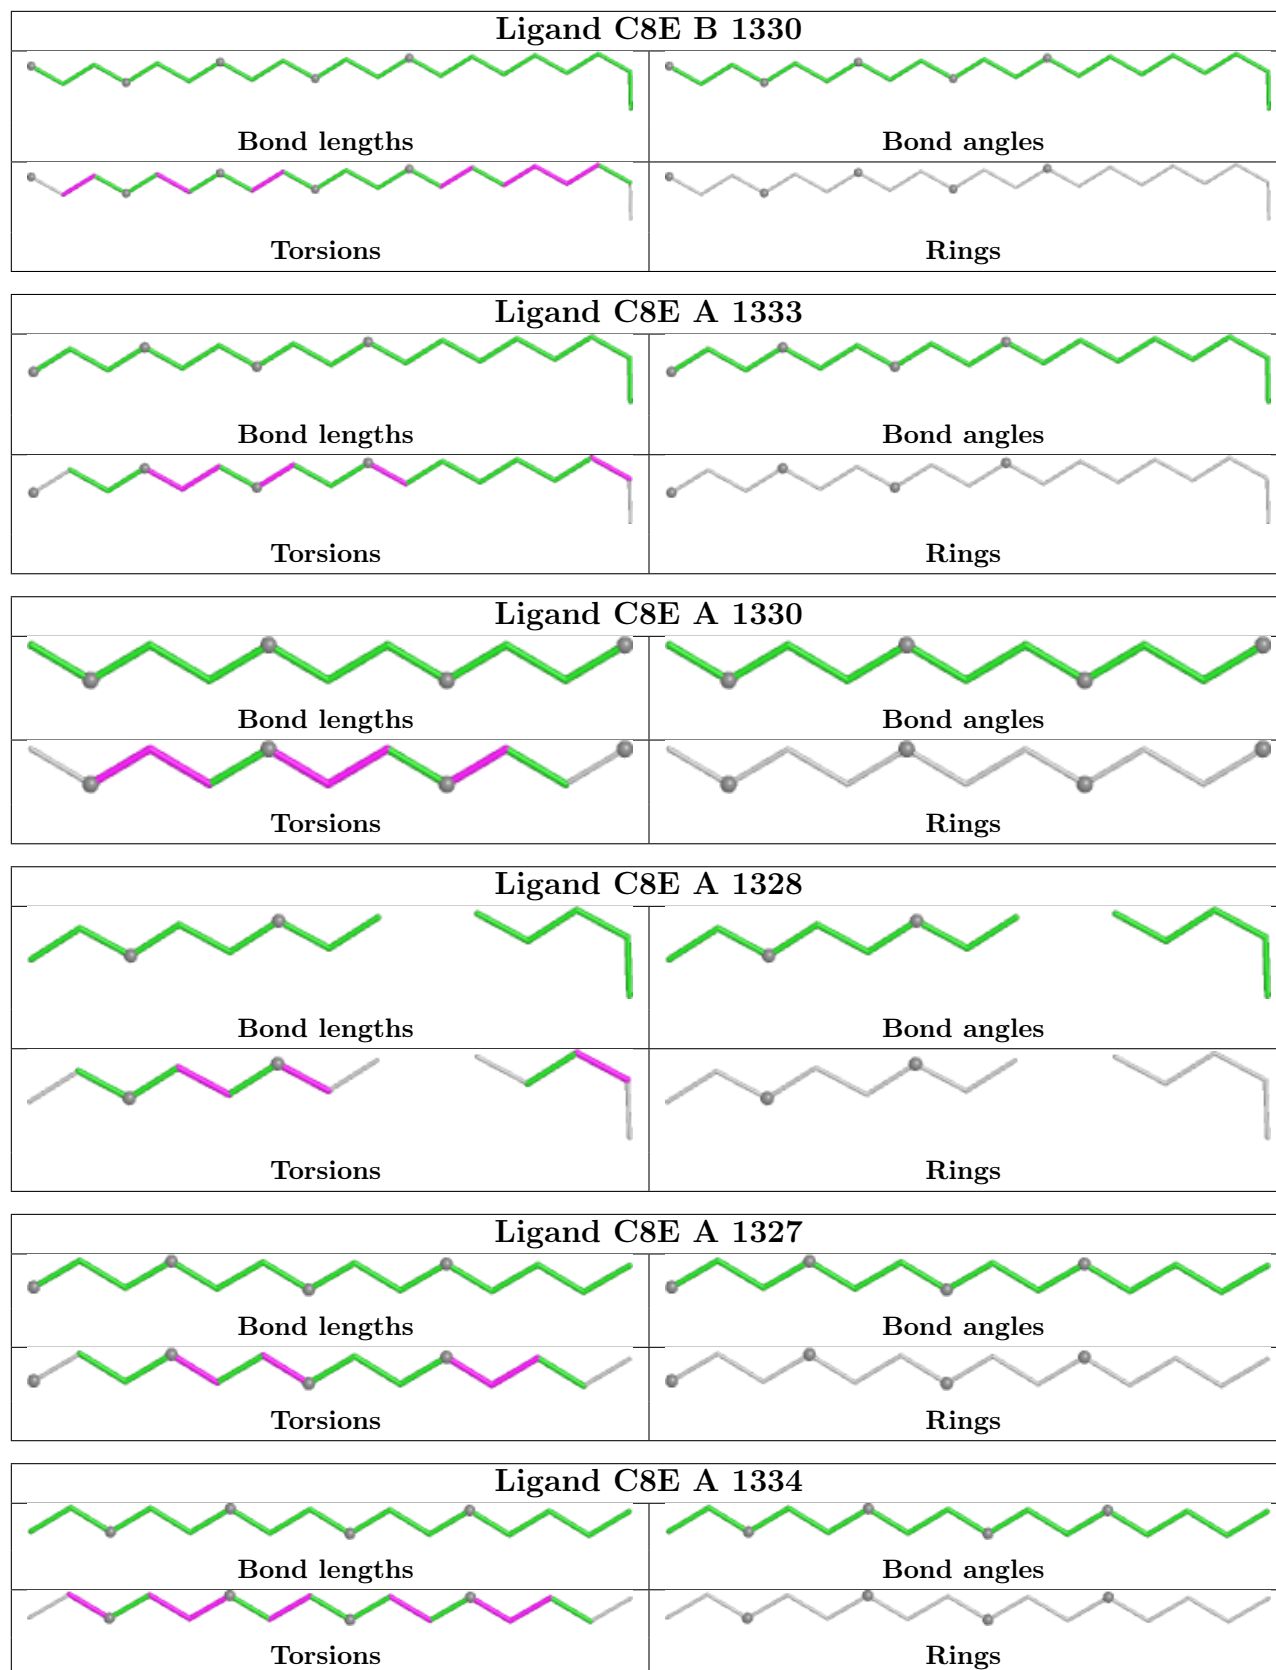 Ligand C8E B 1330
Bond lengths
Bond angles
Torsions
Rings
Ligand C8E A 1333
Bond lengths
Bond angles
Torsions
Rings
Ligand C8E A 1330
Bond lengths
Bond angles
Torsions
Rings
Ligand C8E A 1328
Bond lengths
Bond angles
Torsions
Rings
Ligand C8E A 1327
Bond lengths
Bond angles
Torsions
Rings
Ligand C8E A 1334
Bond lengths
Bond angles
Torsions
Rings